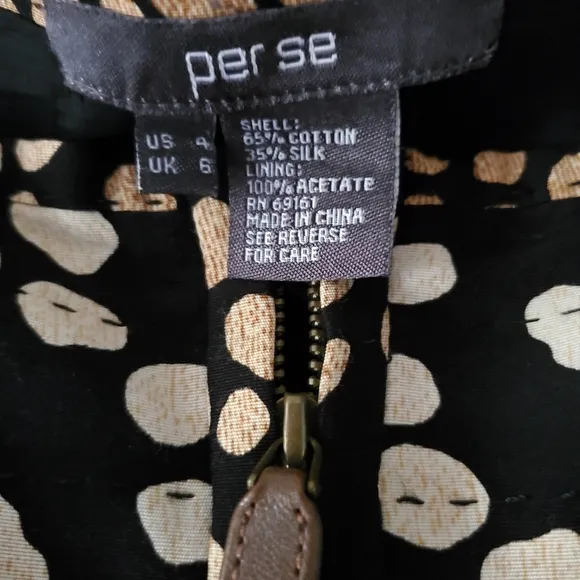 per se
US 4
UK 6
SHELL:
65% COTTON
35% SILK
LINING:
100% ACETATE
RN 69161
MADE IN CHINA
SEE REVERSE
FOR CARE